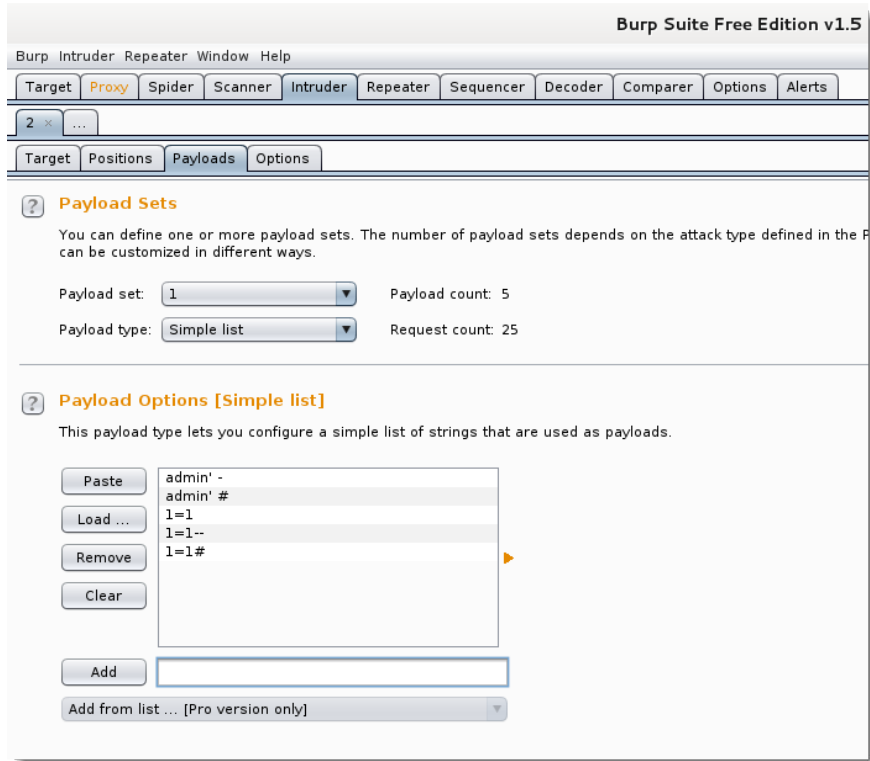 Burp Suite Free Edition v1.5
Burp Intruder Repeater Window Help
Target Proxy Spider Scanner Intruder Repeater Sequencer Decoder Comparer Options Alerts
2 × ...
Target Positions Payloads Options
? Payload Sets
You can define one or more payload sets. The number of payload sets depends on the attack type defined in the P
can be customized in different ways.
Payload set: 1 Payload count: 5
Payload type: Simple list Request count: 25
? Payload Options [Simple list]
This payload type lets you configure a simple list of strings that are used as payloads.
Paste
Load ...
Remove
Clear
admin' -
admin' #
1=1
1=1--
1=1#
Add
Add from list ... [Pro version only]